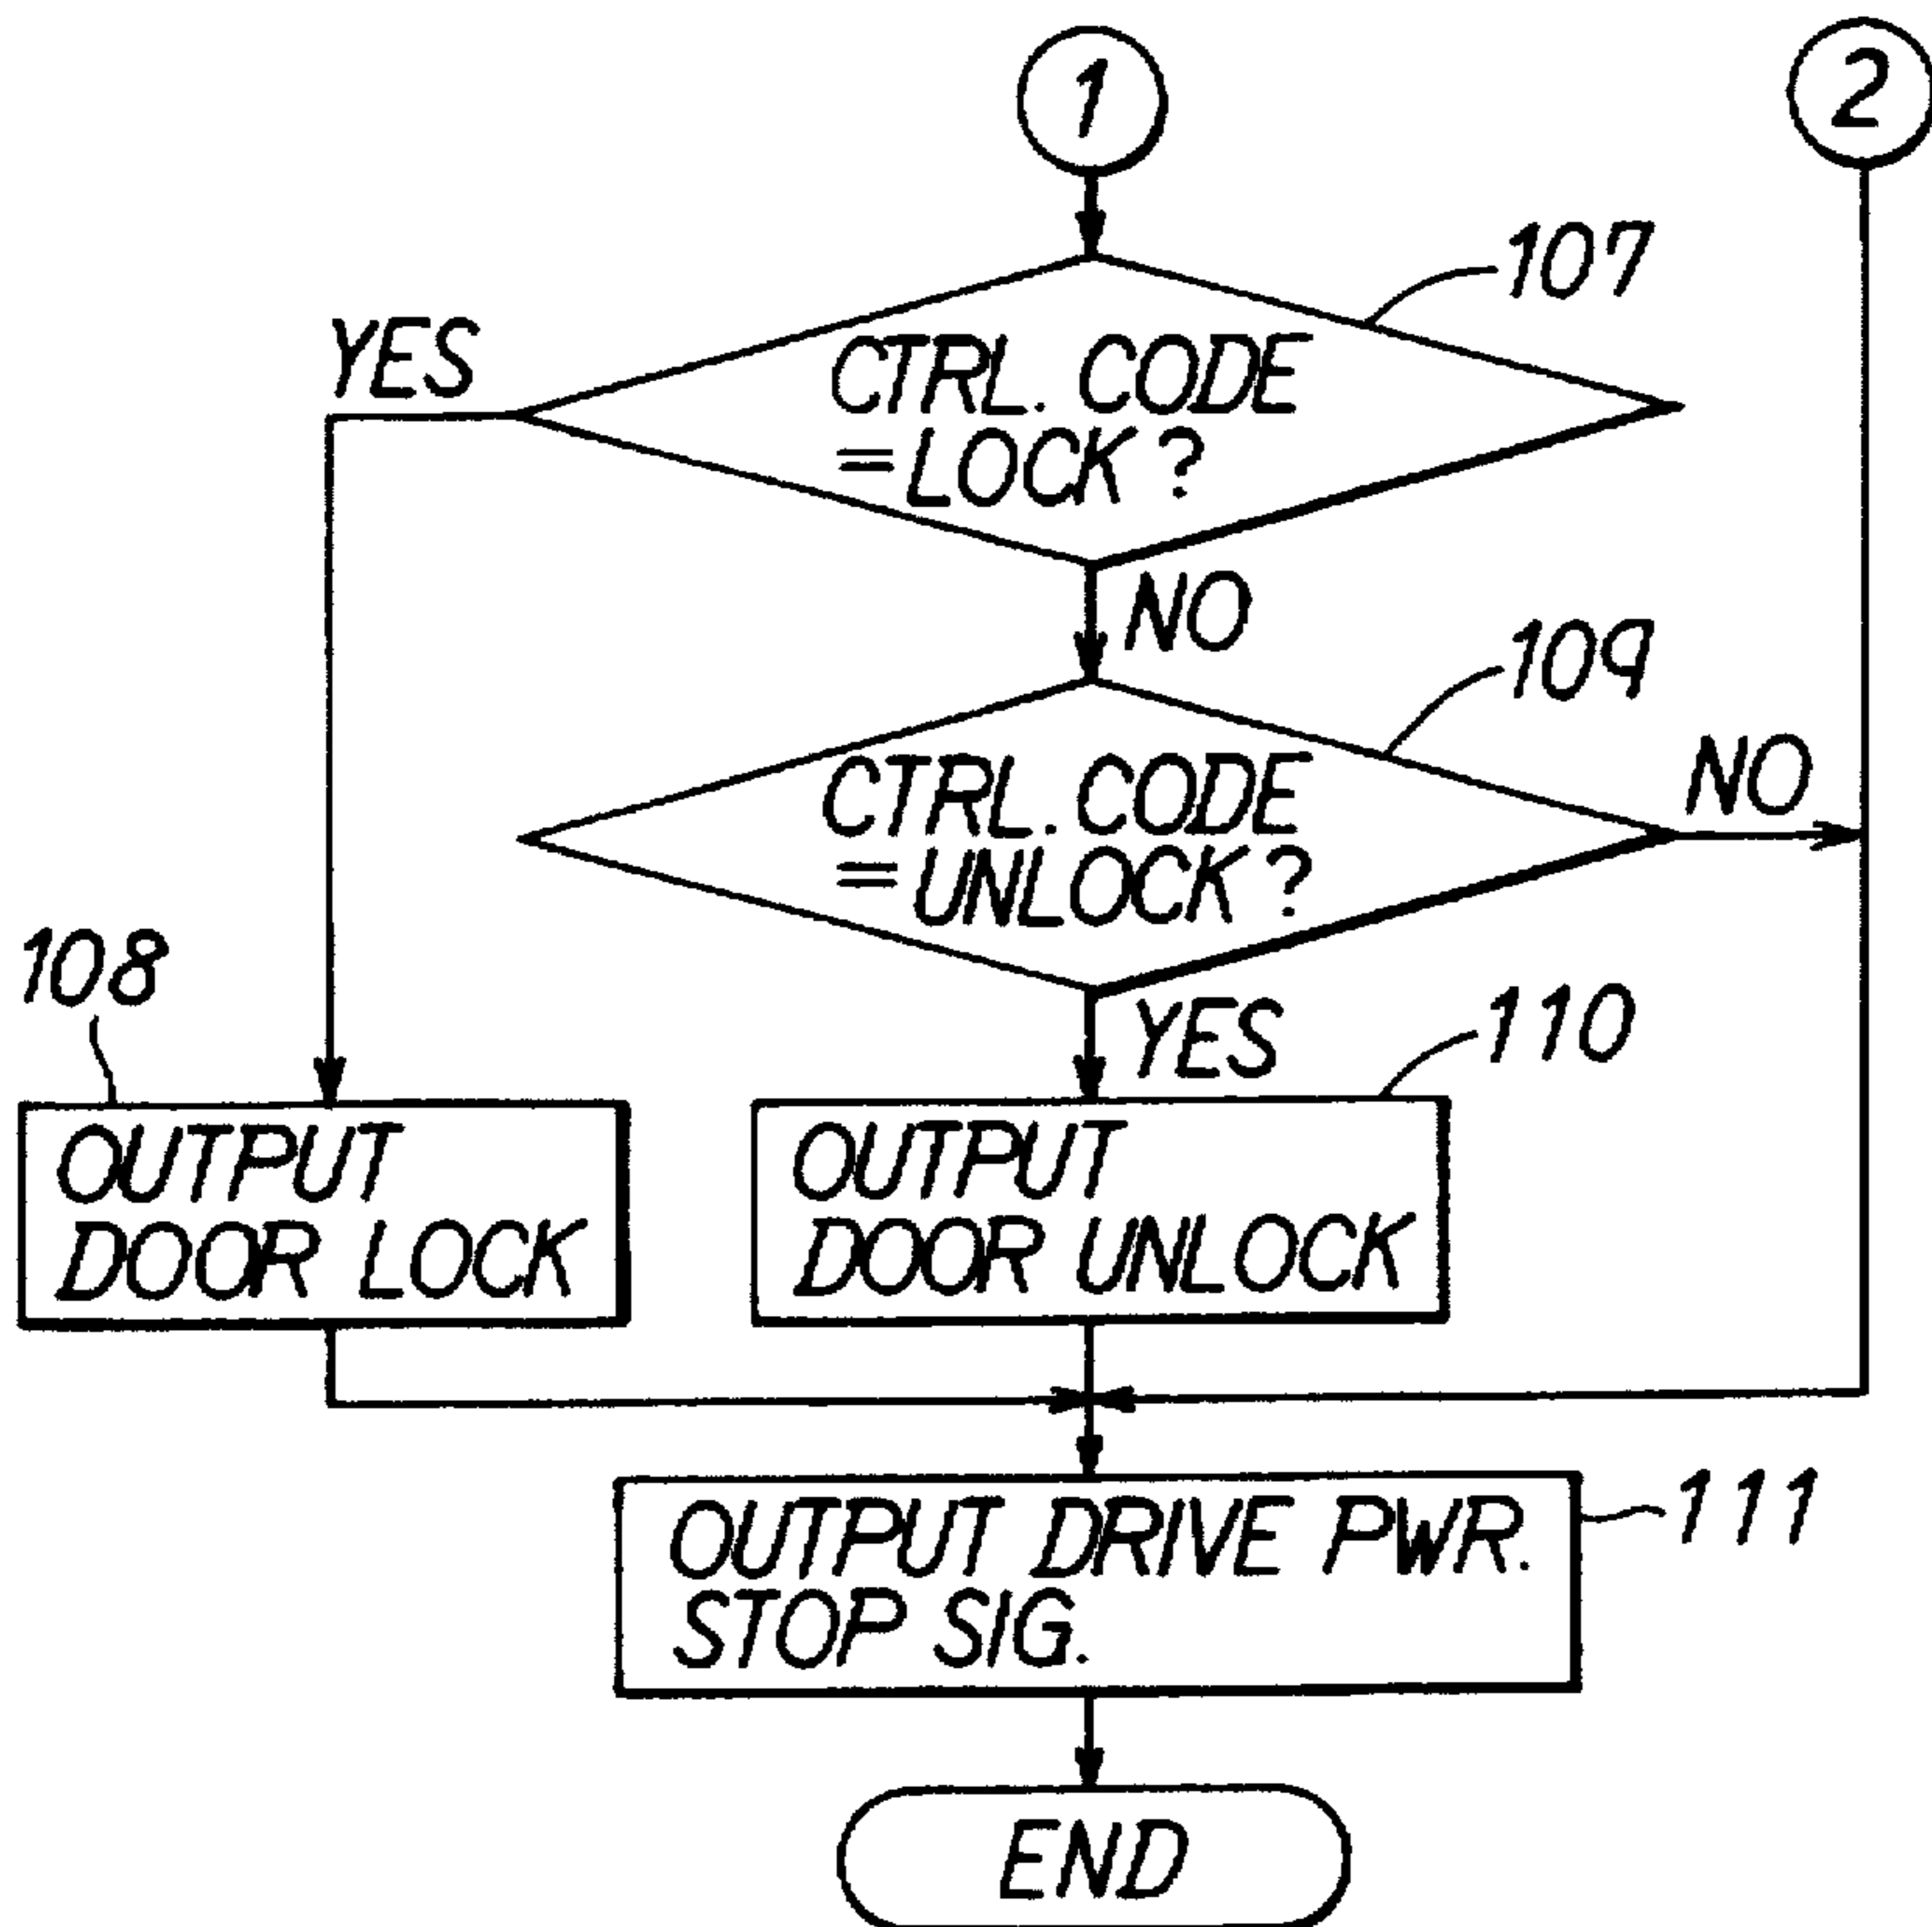 1
2
107
YES
CTRL. CODE
=LOCK ?
NO
109
CTRL. CODE
=UNLOCK ?
NO
108
YES
110
OUTPUT
DOOR LOCK
OUTPUT
DOOR UNLOCK
OUTPUT DRIVE PWR.
STOP SIG.
111
END